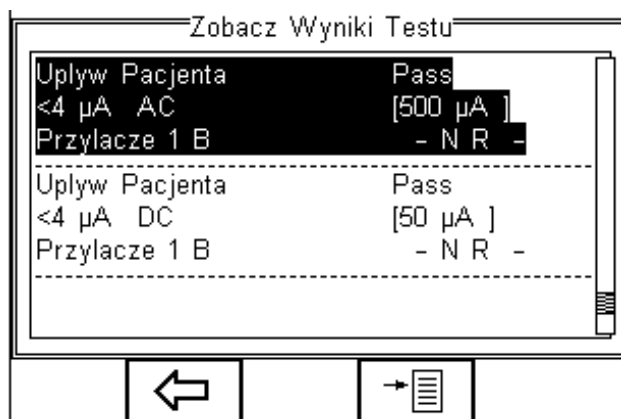 Zobacz Wyniki Testu
Uplyw Pacjenta Pass
<4 µA AC [500 µA ]
Przylacze 1 B - N R -
Uplyw Pacjenta Pass
<4 µA DC [50 µA ]
Przylacze 1 B - N R -